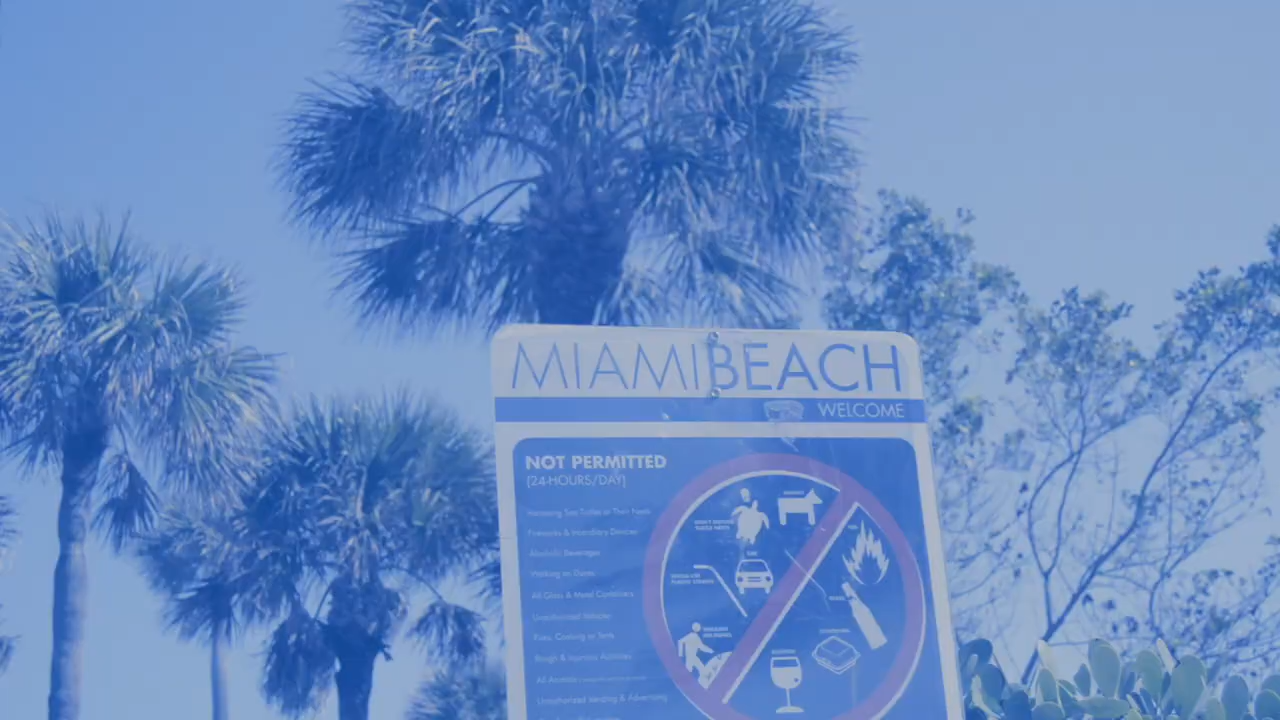 MIAMIBEACH
WELCOME
NOT PERMITTED
(24-HOURS/DAY)
Harassing Sea Turtles or Their Nests
Fireworks & Incendiary Devices
Alcoholic Beverages
Walking on Dunes
All Glass & Metal Containers
Unauthorized Vehicles
Fires, Cooking or Tents
Rough & Injurious Activities
All Animals
Unauthorized Vending & Advertising